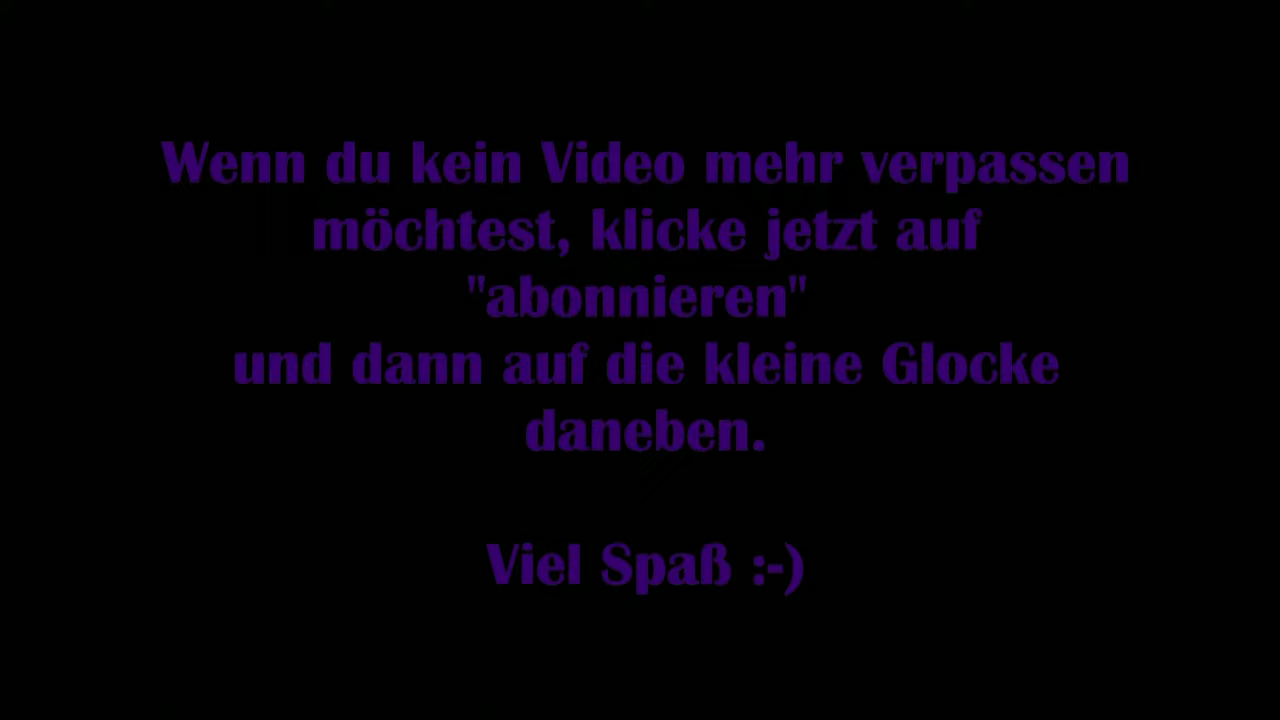 Wenn du kein Video mehr verpassen
möchtest, klicke jetzt auf
"abonnieren"
und dann auf die kleine Glocke
daneben.
Viel Spaß :-)